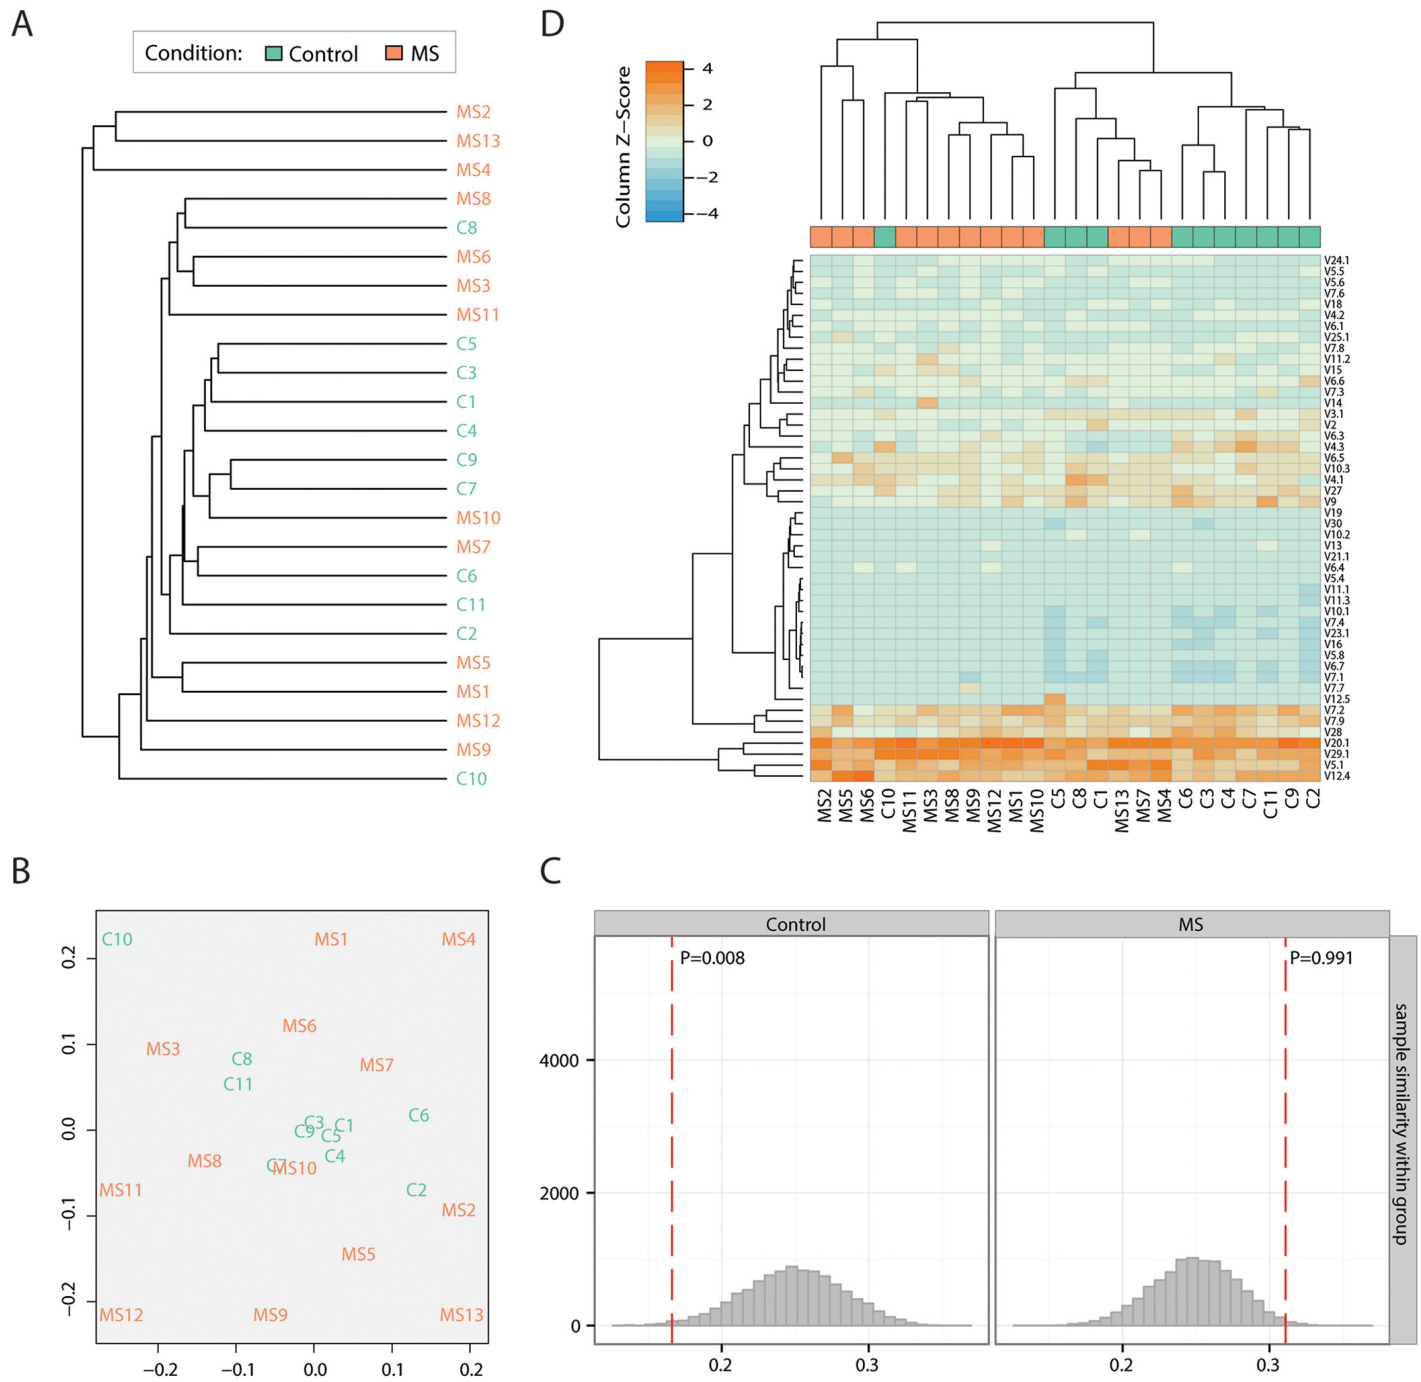 A
Condition: Control MS
MS2
MS13
MS4
MS8
C8
MS6
MS3
MS11
C5
C3
C1
C4
C9
C7
MS10
MS7
C6
C11
C2
MS5
MS1
MS12
MS9
C10
D
Column Z−Score
4
2
0
−2
−4
V24.1
V5.5
V5.6
V7.6
V18
V4.2
V6.1
V25.1
V7.8
V11.2
V15
V6.6
V7.3
V14
V3.1
V2
V6.3
V4.3
V6.5
V10.3
V4.1
V27
V9
V19
V30
V10.2
V13
V21.1
V6.4
V5.4
V11.1
V11.3
V10.1
V7.4
V23.1
V16
V5.8
V6.7
V7.1
V7.7
V12.5
V7.2
V7.9
V28
V20.1
V29.1
V5.1
V12.4
MS2 MS5 MS6 C10 MS11 MS3 MS8 MS9 MS12 MS1 MS10 C5 C8 C1 MS13 MS7 MS4 C6 C3 C4 C7 C11 C9 C2
B
0.2
0.1
0.0
−0.1
−0.2
C10 MS1 MS4
MS6
MS3
C8
MS7
C11
C6
C3
C1
C9
C5
C4
MS8
C7
MS10
MS11
C2
MS2
MS5
MS12 MS9 MS13
−0.2 −0.1 0.0 0.1 0.2
C
Control
MS
P=0.008
P=0.991
4000
2000
0
0.2 0.3
0.2 0.3
sample similarity within group